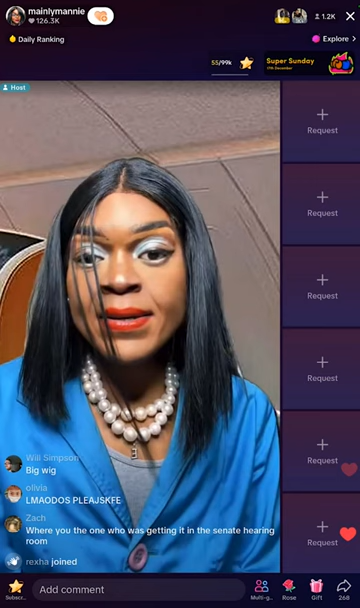 mainlymannie
126.3K
1.2K
Daily Ranking
Explore >
55/99k
Super Sunday
Host
Request
Request
Request
Request
Request
Request
Will Simpson
Big wig
olivia
LMAODOS PLEAJSKFE
Zach
Where you the one who was getting it in the senate hearing
room
rexha joined
Subscr...
Add comment
Multi-g...
Rose
Gift
268